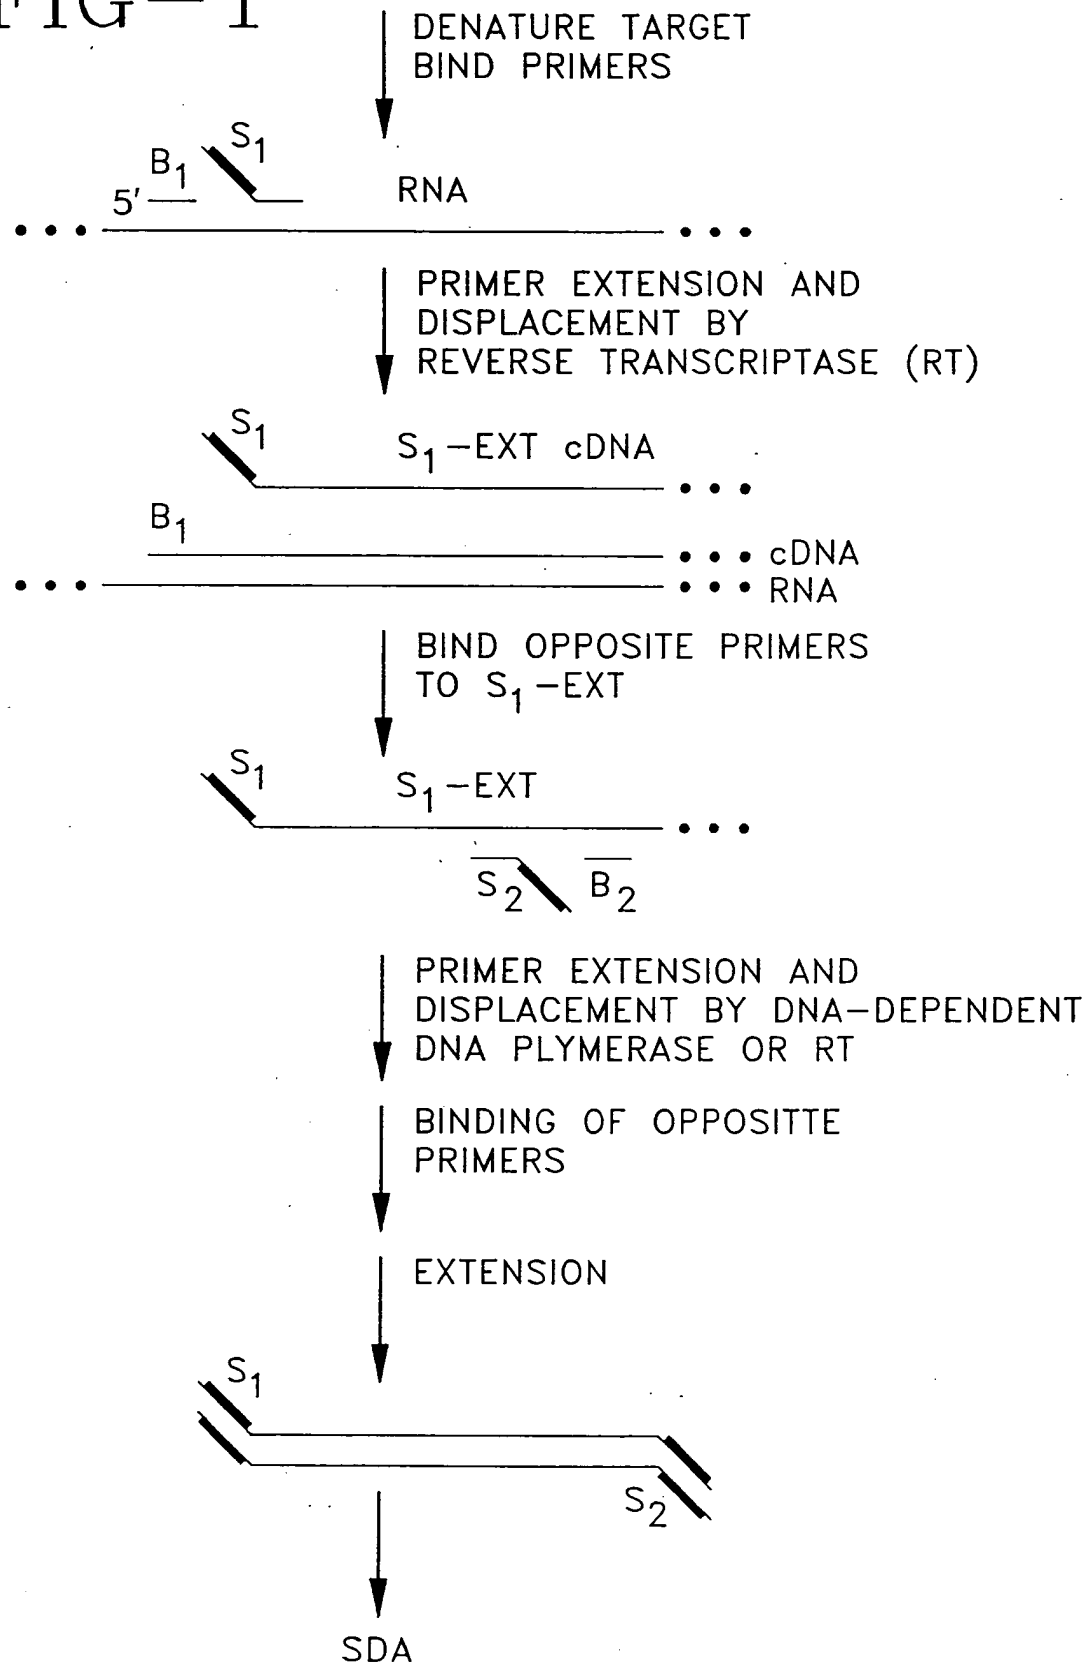 FIG-1
DENATURE TARGET
BIND PRIMERS
S1
B1
5'
RNA
PRIMER EXTENSION AND
DISPLACEMENT BY
REVERSE TRANSCRIPTASE (RT)
S1
S1-EXT cDNA
B1
cDNA
RNA
BIND OPPOSITE PRIMERS
TO S1-EXT
S1
S1-EXT
S2
B2
PRIMER EXTENSION AND
DISPLACEMENT BY DNA-DEPENDENT
DNA PLYMERASE OR RT
BINDING OF OPPOSITTE
PRIMERS
EXTENSION
S1
S2
SDA